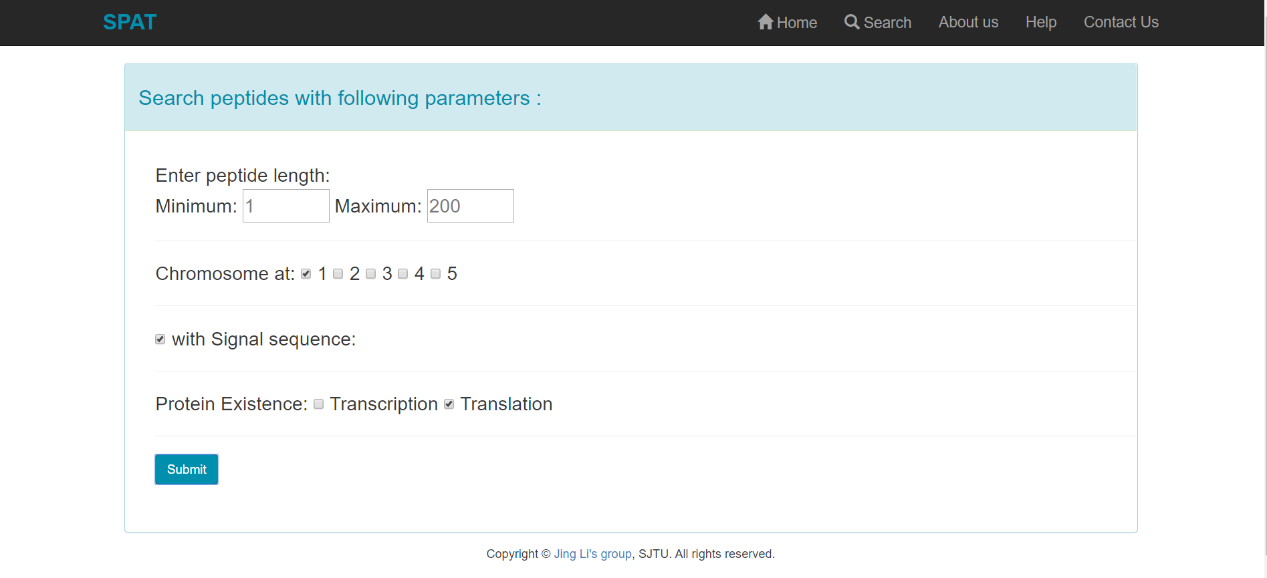 SPAT Home Search About us Help Contact Us
Search peptides with following parameters :
Enter peptide length:
Minimum: 1 Maximum: 200
Chromosome at: 1 2 3 4 5
with Signal sequence:
Protein Existence: Transcription Translation
Submit
Copyright © Jing LI's group, SJTU. All rights reserved.